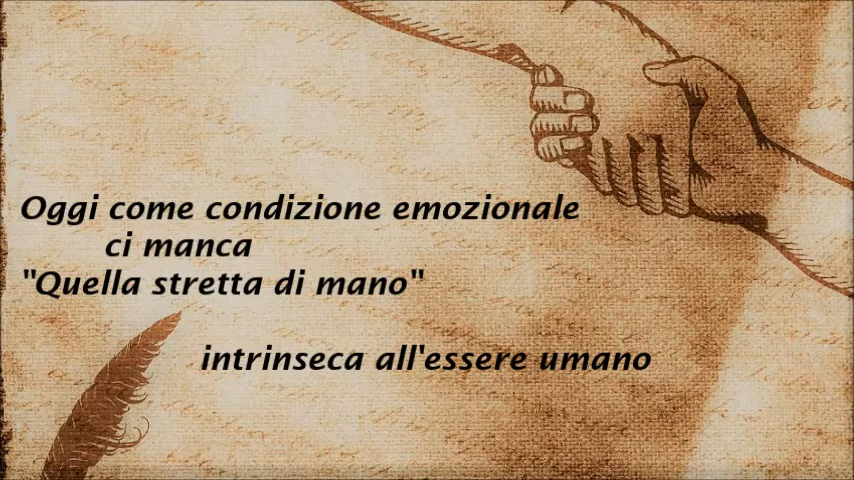 Oggi come condizione emozionale
ci manca
"Quella stretta di mano"
intrinseca all'essere umano